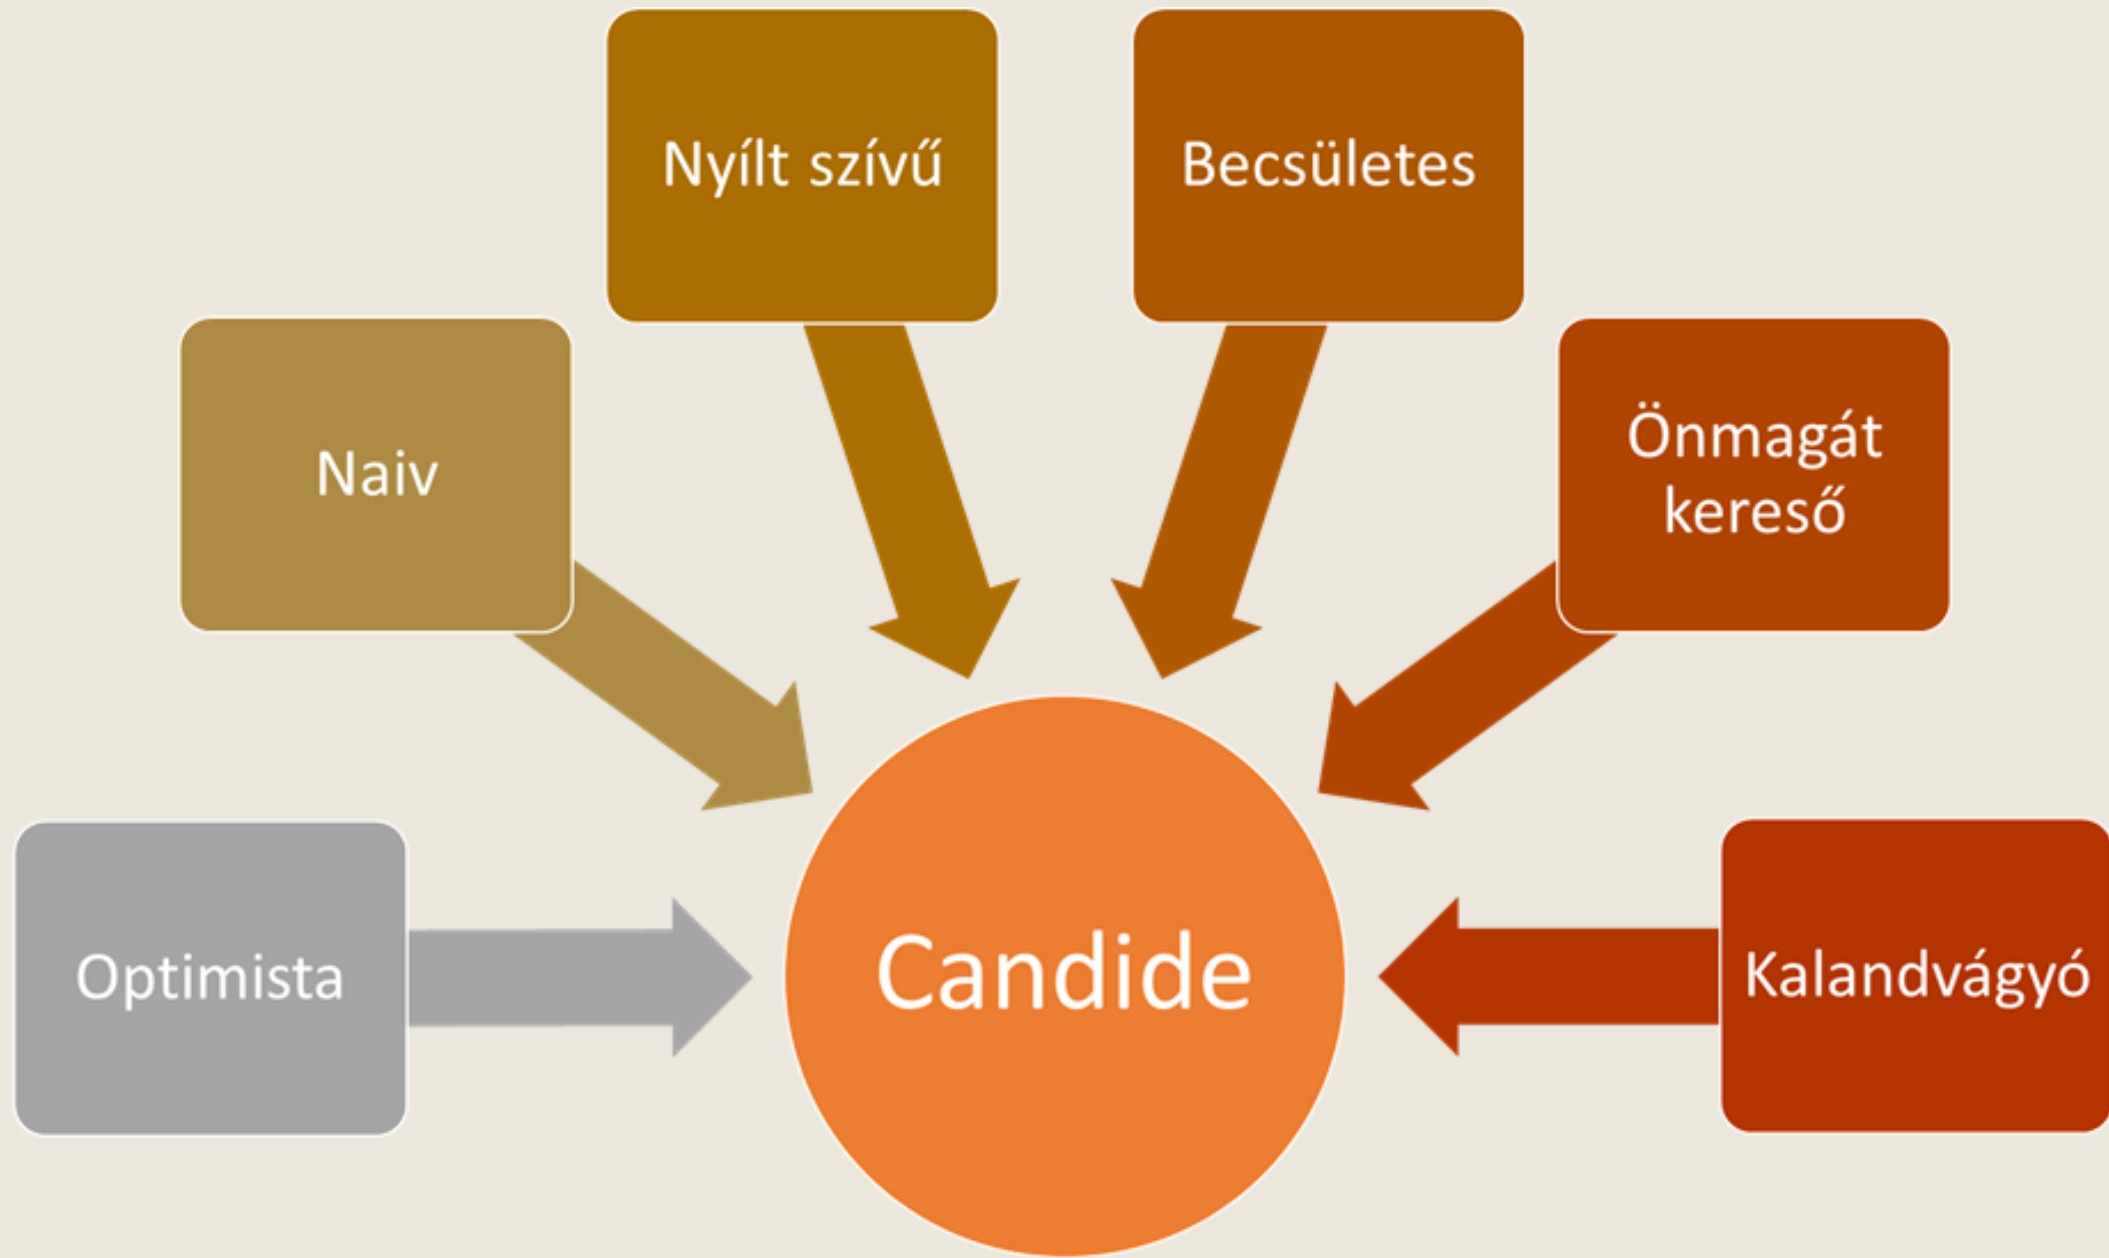 Nyílt szívű
Becsületes
Naiv
Önmagát
kereső
Optimista
Candide
Kalandvágyó